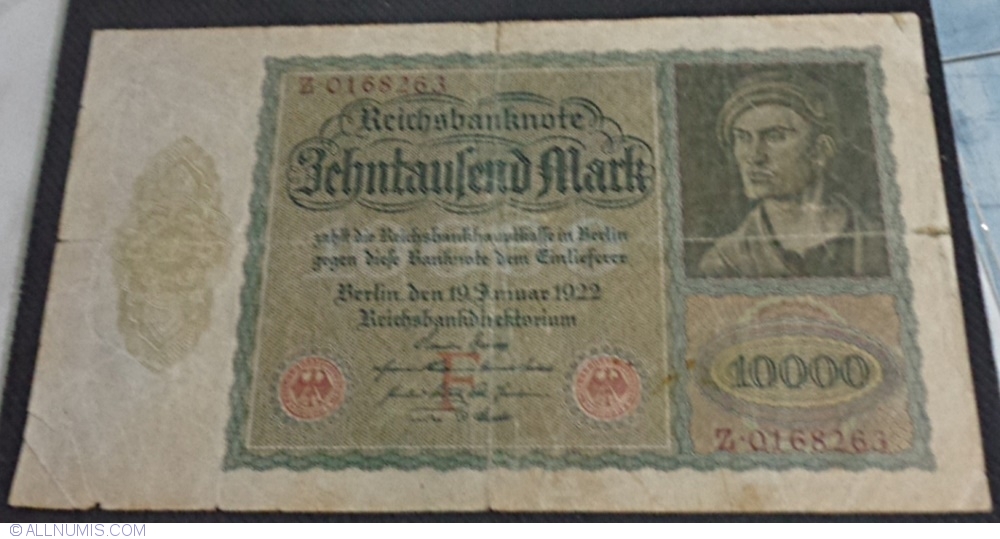 Z·0168263
Reichsbanknote
Zehntausend Mark
zahlt die Reichsbankhauptkasse in Berlin
gegen diese Banknote dem Einlieferer
Berlin, den 19. Januar 1922
Reichsbankdirektorium
F
10000
Z·0168263
© ALLNUMIS.COM